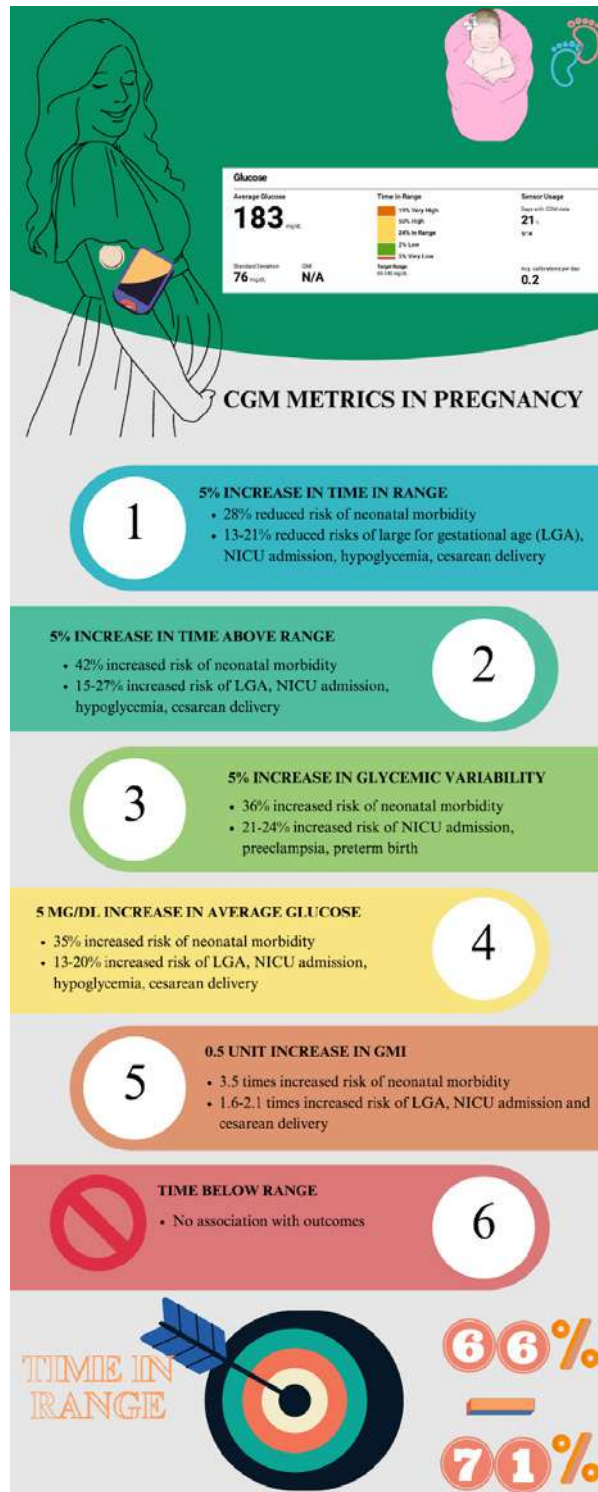 Glucose
Average Glucose
183 mg/dL
Standard Deviation
76 mg/dL
GMI
N/A
Time in Range
19% Very High
50% High
24% In Range
2% Low
Target Range
Sensor Usage
Days with CGM data
21
Avg. calibrations per day
0.2
CGM METRICS IN PREGNANCY
1
5% INCREASE IN TIME IN RANGE
• 28% reduced risk of neonatal morbidity
• 13-21% reduced risks of large for gestational age (LGA),
NICU admission, hypoglycemia, cesarean delivery
5% INCREASE IN TIME ABOVE RANGE
• 42% increased risk of neonatal morbidity
• 15-27% increased risk of LGA, NICU admission,
hypoglycemia, cesarean delivery
2
3
5% INCREASE IN GLYCEMIC VARIABILITY
• 36% increased risk of neonatal morbidity
• 21-24% increased risk of NICU admission,
preeclampsia, preterm birth
5 MG/DL INCREASE IN AVERAGE GLUCOSE
• 35% increased risk of neonatal morbidity
• 13-20% increased risk of LGA, NICU admission,
hypoglycemia, cesarean delivery
4
5
0.5 UNIT INCREASE IN GMI
• 3.5 times increased risk of neonatal morbidity
• 1.6-2.1 times increased risk of LGA, NICU admission and
cesarean delivery
TIME BELOW RANGE
• No association with outcomes
6
TIME IN
RANGE
66%
—
71%